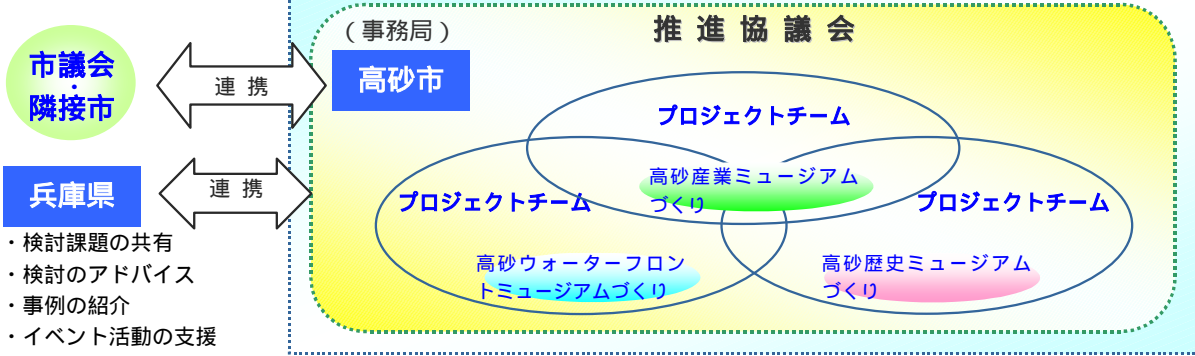 (事務局)
推進協議会
市議会
・
隣接市
連携
高砂市
兵庫県
連携
・検討課題の共有
・検討のアドバイス
・事例の紹介
・イベント活動の支援
プロジェクトチーム
高砂産業ミュージアム
づくり
プロジェクトチーム
高砂ウォーターフロン
トミュージアムづくり
プロジェクトチーム
高砂歴史ミュージアム
づくり